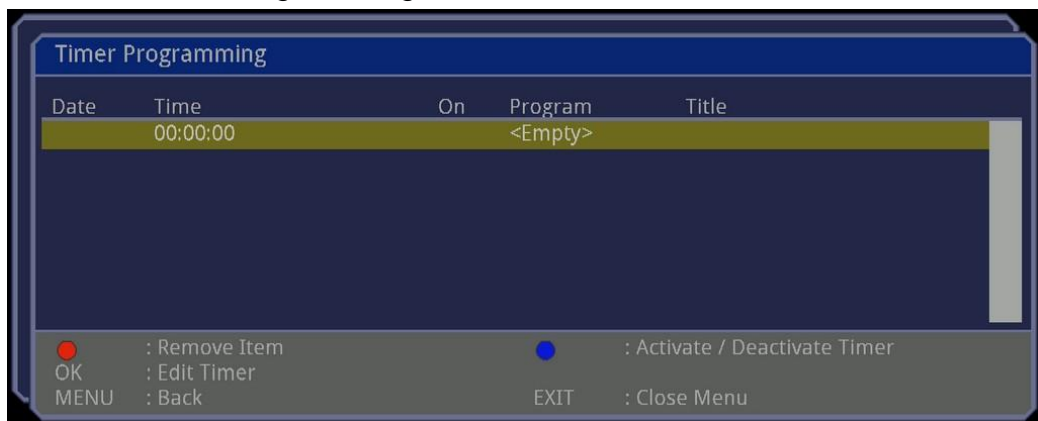 Timer Programming
Date Time On Program Title
00:00:00 <Empty>
: Remove Item : Activate / Deactivate Timer
OK : Edit Timer
MENU : Back EXIT : Close Menu